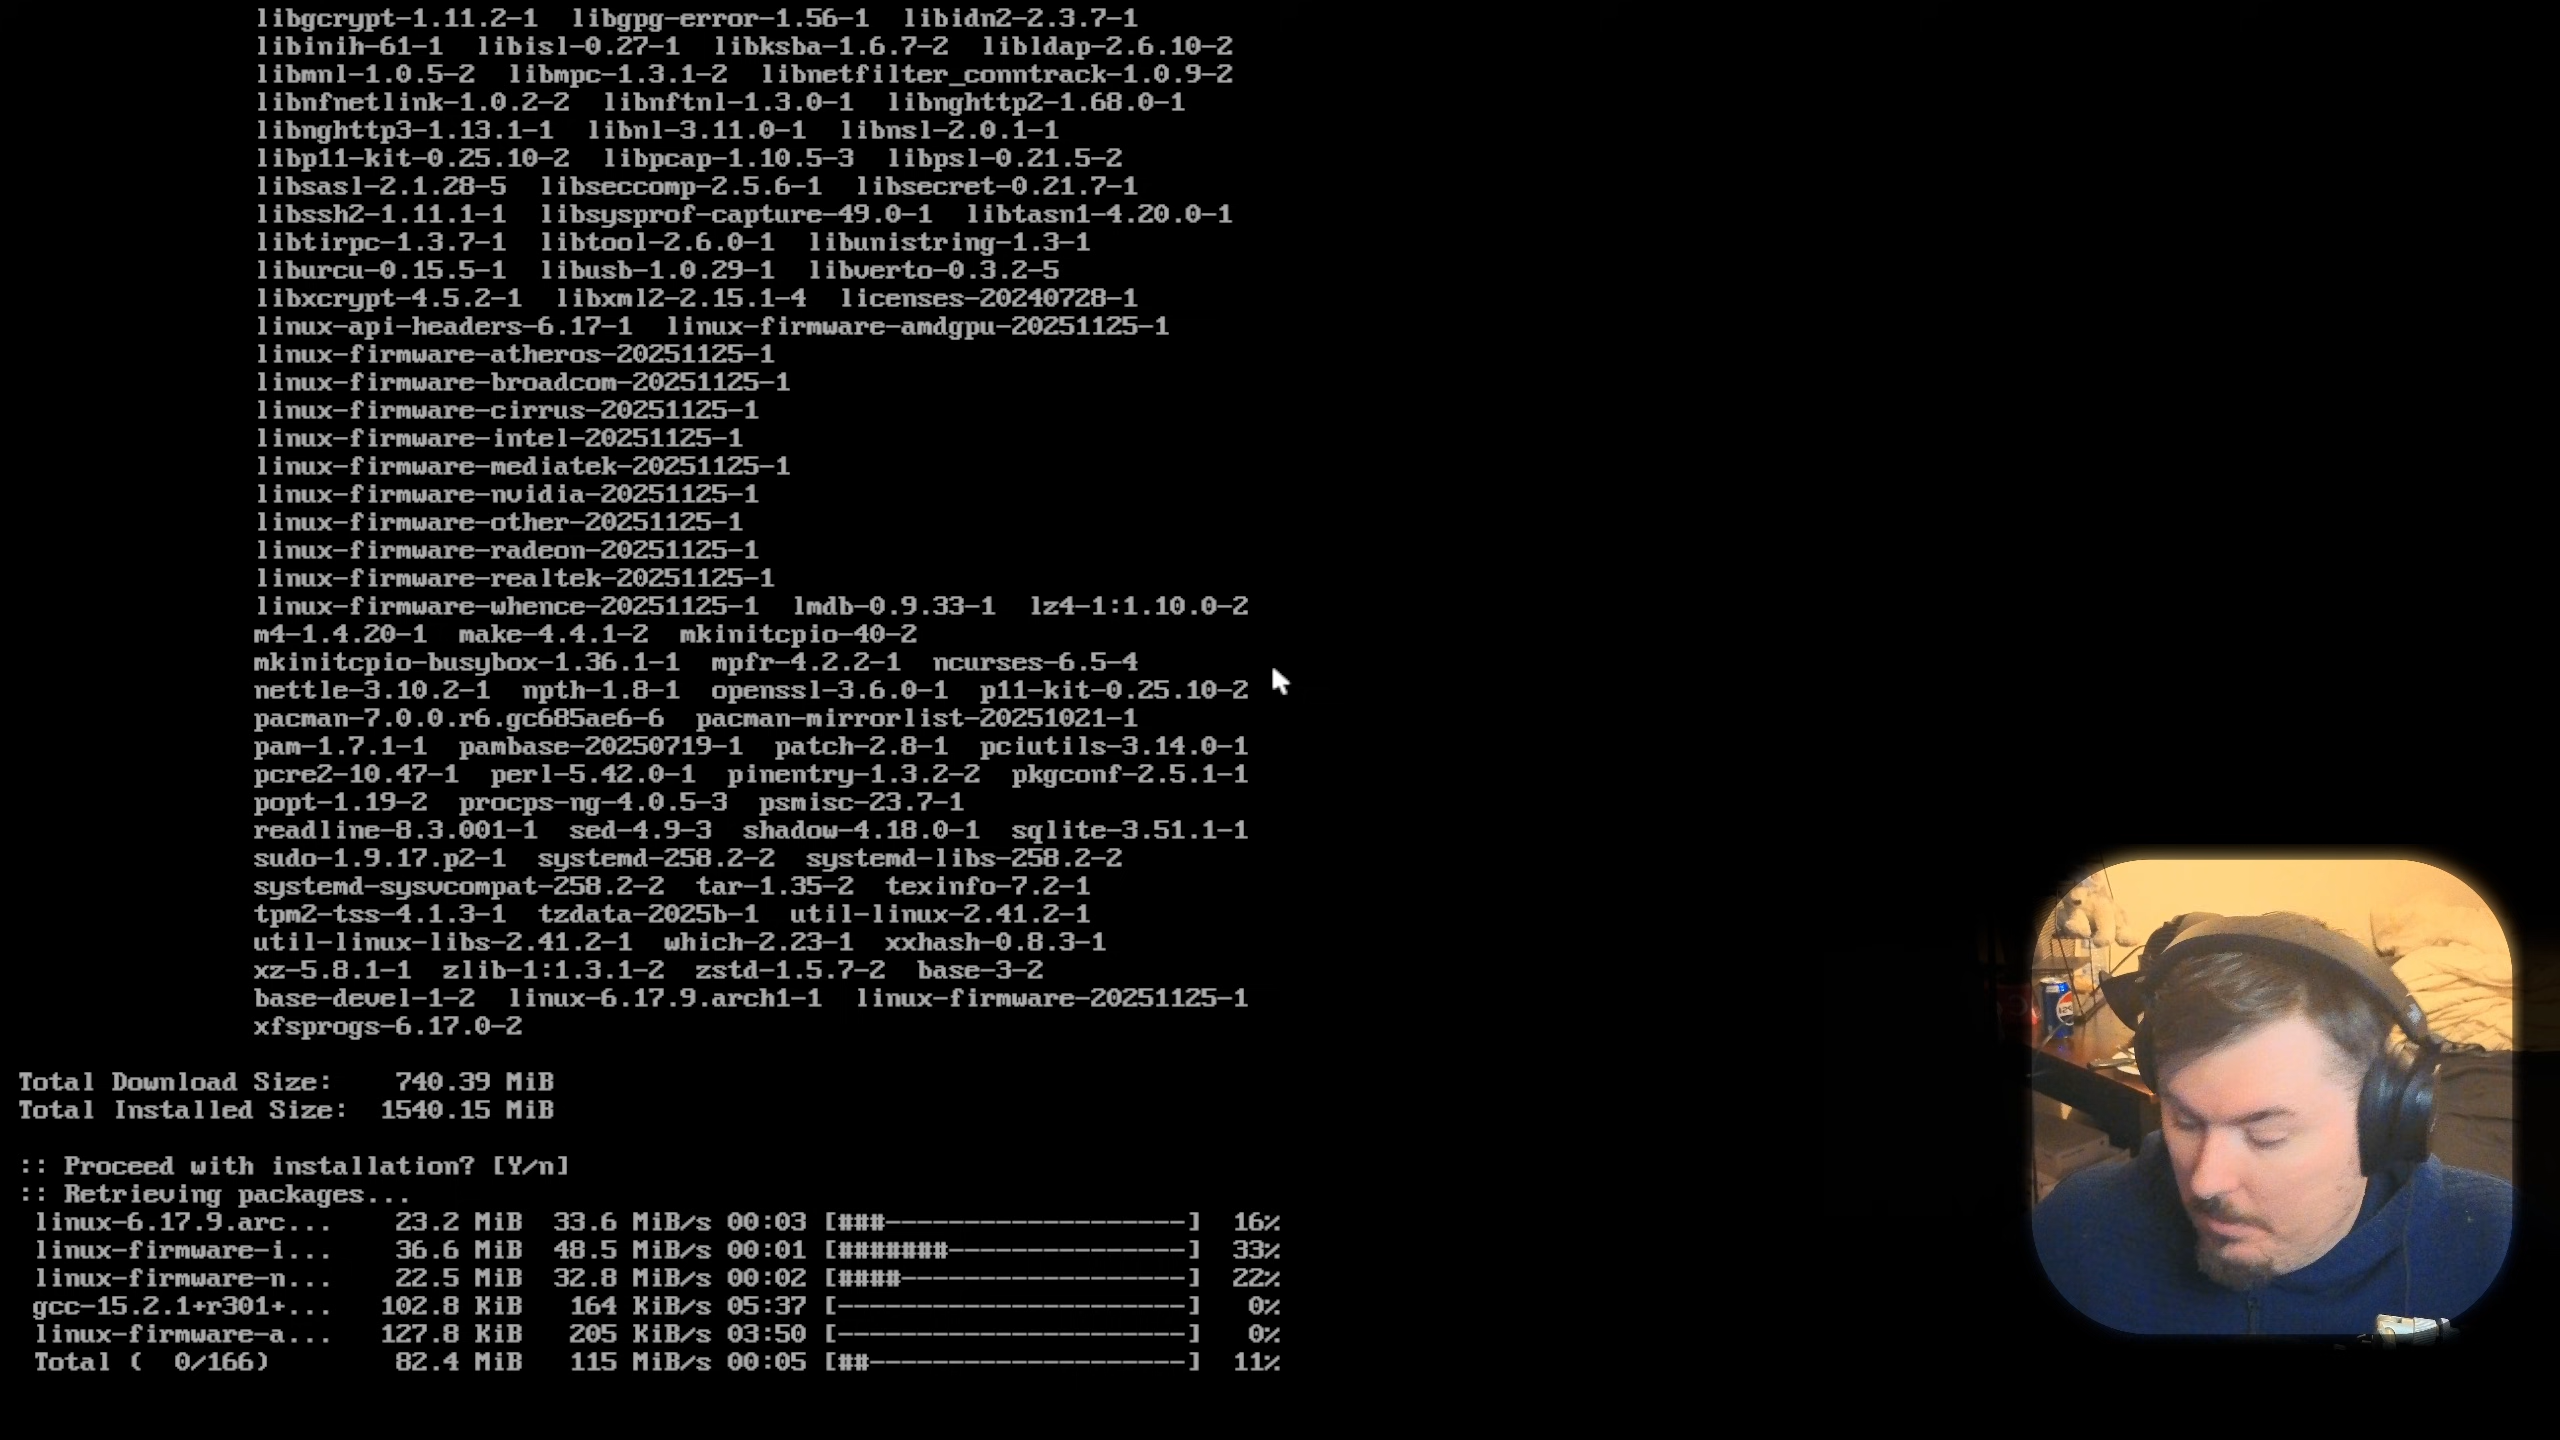 libgcrypt-1.11.2-1  libgpg-error-1.56-1  libidn2-2.3.7-1
libinih-61-1  libisl-0.27-1  libksba-1.6.7-2  libldap-2.6.10-2
libmnl-1.0.5-2  libmpc-1.3.1-2  libnetfilter_conntrack-1.0.9-2
libnfnetlink-1.0.2-2  libnftnl-1.3.0-1  libnghttp2-1.68.0-1
libnghttp3-1.13.1-1  libnl-3.11.0-1  libnsl-2.0.1-1
libp11-kit-0.25.10-2  libpcap-1.10.5-3  libpsl-0.21.5-2
libsasl-2.1.28-5  libseccomp-2.5.6-1  libsecret-0.21.7-1
libssh2-1.11.1-1  libsysprof-capture-49.0-1  libtasn1-4.20.0-1
libtirpc-1.3.7-1  libtool-2.6.0-1  libunistring-1.3-1
liburcu-0.15.5-1  libusb-1.0.29-1  libverto-0.3.2-5
libxcrypt-4.5.2-1  libxml2-2.15.1-4  licenses-20240728-1
linux-api-headers-6.17-1  linux-firmware-amdgpu-20251125-1
linux-firmware-atheros-20251125-1
linux-firmware-broadcom-20251125-1
linux-firmware-cirrus-20251125-1
linux-firmware-intel-20251125-1
linux-firmware-mediatek-20251125-1
linux-firmware-nvidia-20251125-1
linux-firmware-other-20251125-1
linux-firmware-radeon-20251125-1
linux-firmware-realtek-20251125-1
linux-firmware-whence-20251125-1  lmdb-0.9.33-1  lz4-1:1.10.0-2
m4-1.4.20-1  make-4.4.1-2  mkinitcpio-40-2
mkinitcpio-busybox-1.36.1-1  mpfr-4.2.2-1  ncurses-6.5-4
nettle-3.10.2-1  npth-1.8-1  openssl-3.6.0-1  p11-kit-0.25.10-2
pacman-7.0.0.r6.gc685ae6-6  pacman-mirrorlist-20251021-1
pam-1.7.1-1  pambase-20250719-1  patch-2.8-1  pciutils-3.14.0-1
pcre2-10.47-1  perl-5.42.0-1  pinentry-1.3.2-2  pkgconf-2.5.1-1
popt-1.19-2  procps-ng-4.0.5-3  psmisc-23.7-1
readline-8.3.001-1  sed-4.9-3  shadow-4.18.0-1  sqlite-3.51.1-1
sudo-1.9.17.p2-1  systemd-258.2-2  systemd-libs-258.2-2
systemd-sysvcompat-258.2-2  tar-1.35-2  texinfo-7.2-1
tpm2-tss-4.1.3-1  tzdata-2025b-1  util-linux-2.41.2-1
util-linux-libs-2.41.2-1  which-2.23-1  xxhash-0.8.3-1
xz-5.8.1-1  zlib-1:1.3.1-2  zstd-1.5.7-2  base-3-2
base-devel-1-2  linux-6.17.9.arch1-1  linux-firmware-20251125-1
xfsprogs-6.17.0-2
Total Download Size:    740.39 MiB
Total Installed Size:  1540.15 MiB
:: Proceed with installation? [Y/n]
:: Retrieving packages...
linux-6.17.9.arc...    23.2 MiB  33.6 MiB/s 00:03 [###-------------------]  16%
linux-firmware-i...    36.6 MiB  48.5 MiB/s 00:01 [#######---------------]  33%
linux-firmware-n...    22.5 MiB  32.8 MiB/s 00:02 [####------------------]  22%
gcc-15.2.1+r301+...   102.8 KiB   164 KiB/s 05:37 [----------------------]   0%
linux-firmware-a...   127.8 KiB   205 KiB/s 03:50 [----------------------]   0%
Total (  0/166)        82.4 MiB   115 MiB/s 00:05 [##--------------------]  11%